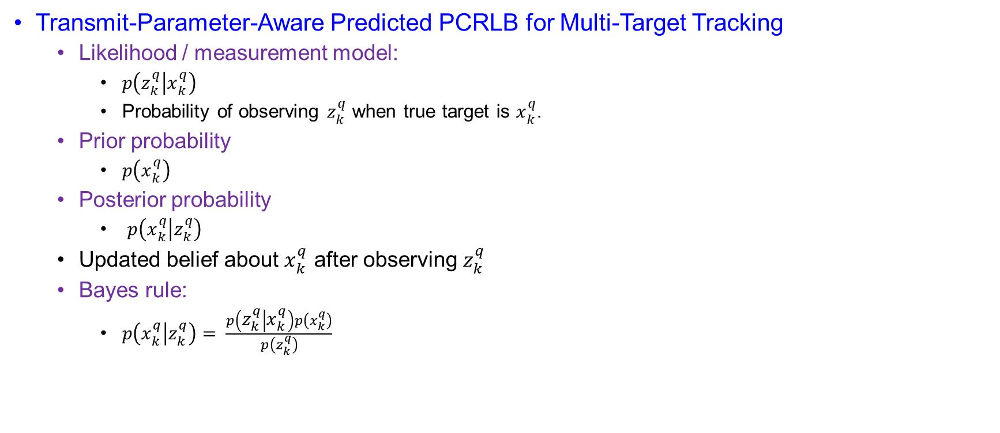 • Transmit-Parameter-Aware Predicted PCRLB for Multi-Target Tracking
• Likelihood / measurement model:
• $p(z_k^q|x_k^q)$
• Probability of observing $z_k^q$ when true target is $x_k^q$.
• Prior probability
• $p(x_k^q)$
• Posterior probability
• $p(x_k^q|z_k^q)$
• Updated belief about $x_k^q$ after observing $z_k^q$
• Bayes rule:
• $p(x_k^q|z_k^q) = \frac{p(z_k^q|x_k^q)p(x_k^q)}{p(z_k^q)}$